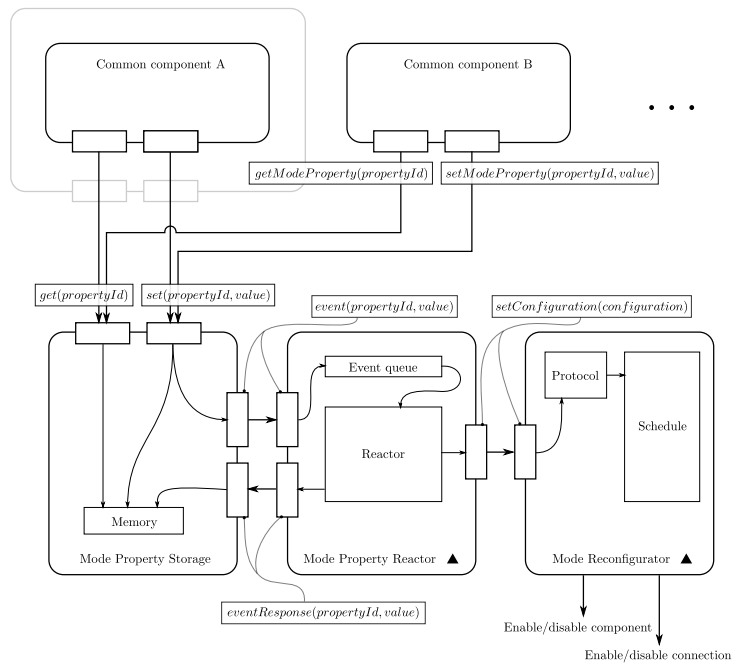 Common component A
Common component B
getModeProperty(propertyId)
setModeProperty(propertyId, value)
get(propertyId)
set(propertyId, value)
event(propertyId, value)
setConfiguration(configuration)
Event queue
Protocol
Reactor
Schedule
Memory
Mode Property Storage
Mode Property Reactor
Mode Reconfigurator
eventResponse(propertyId, value)
Enable/disable component
Enable/disable connection